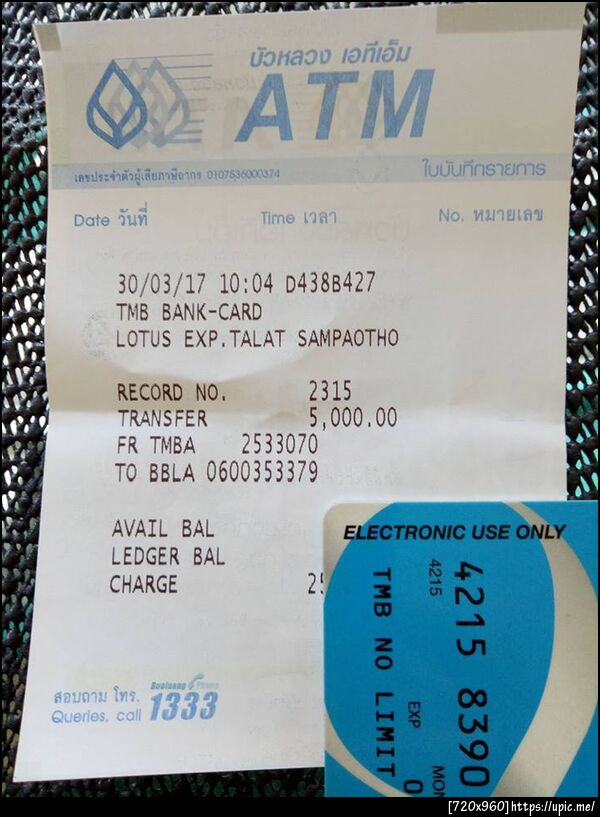 บัวหลวง เอทีเอ็ม
ATM
เลขประจำตัวผู้เสียภาษีอากร 0107536000374
ใบบันทึกรายการ
Date วันที่ Time เวลา No. หมายเลข
30/03/17 10:04 D438B427
TMB BANK-CARD
LOTUS EXP.TALAT SAMPAOTHO
RECORD NO. 2315
TRANSFER 5,000.00
FR TMBA 2533070
TO BBLA 0600353379
AVAIL BAL
LEDGER BAL
CHARGE 25
สอบถาม โทร.
Queries, call
Bualuang Phone
1333
ELECTRONIC USE ONLY
4215 8390
4215
EXP MON
TMB NO LIMIT 0
[720x960]https://upic.me/